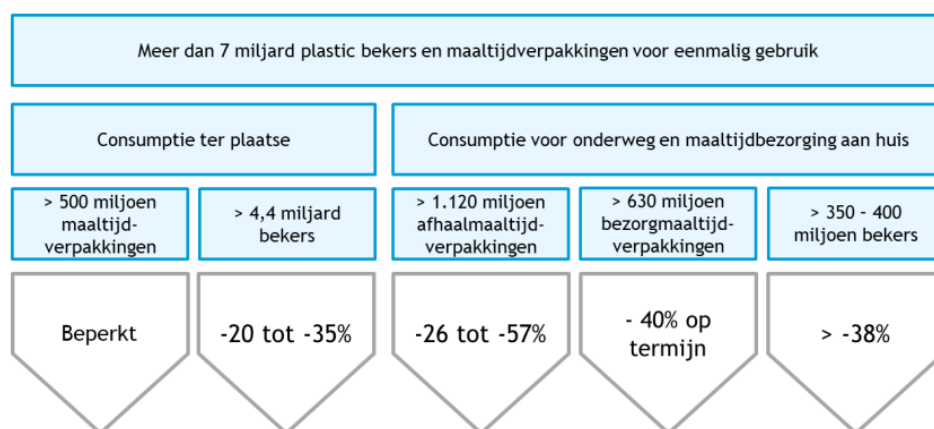 Meer dan 7 miljard plastic bekers en maaltijdverpakkingen voor eenmalig gebruik
Consumptie ter plaatse
Consumptie voor onderweg en maaltijdbezorging aan huis
> 500 miljoen
maaltijd-
verpakkingen
> 4,4 miljard
bekers
> 1.120 miljoen
afhaalmaaltijd-
verpakkingen
> 630 miljoen
bezorgmaaltijd-
verpakkingen
> 350 - 400
miljoen bekers
Beperkt
-20 tot -35%
-26 tot -57%
- 40% op
termijn
> -38%